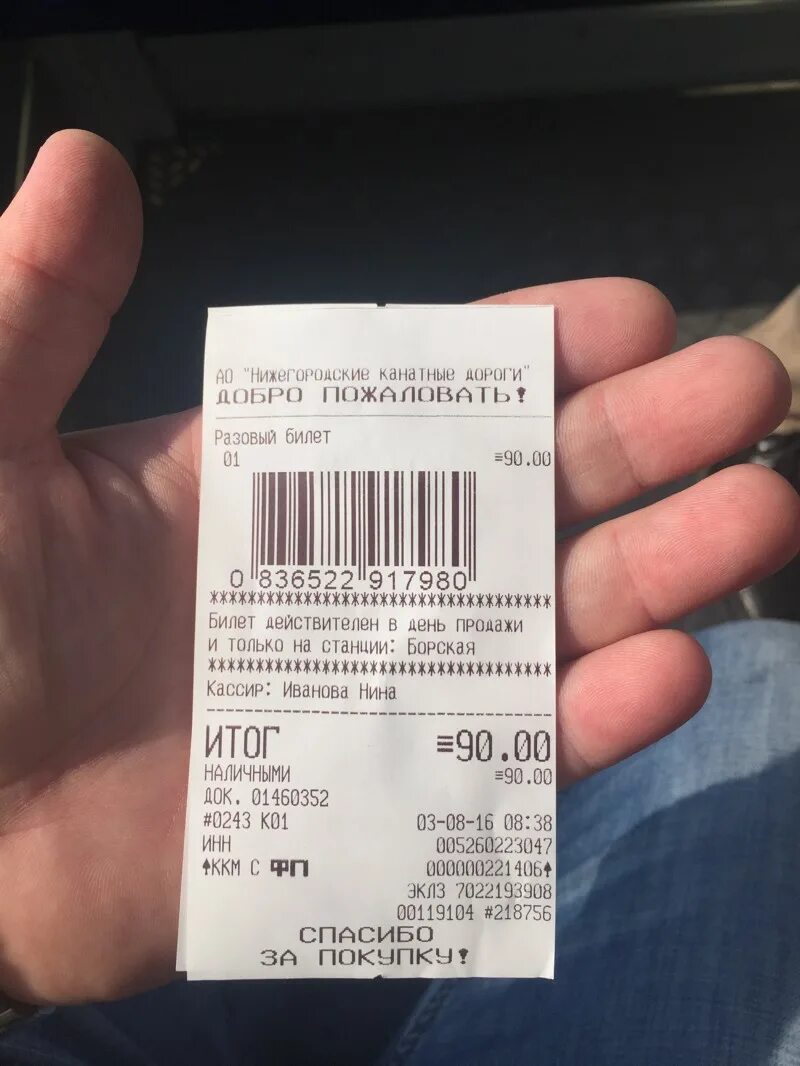 АО "Нижегородские канатные дороги"
ДОБРО ПОЖАЛОВАТЬ!
Разовый билет
01 ≡90.00
0 836522 917980
************************************
Билет действителен в день продажи
и только на станции: Борская
************************************
Кассир: Иванова Нина
ИТОГ ≡90.00
НАЛИЧНЫМИ ≡90.00
ДОК. 01460352
#0243 К01 03-08-16 08:38
ИНН 005260223047
♠ККМ С ФП 000000221406♠
ЭКЛЗ 7022193908
00119104 #218756
СПАСИБО
ЗА ПОКУПКУ!